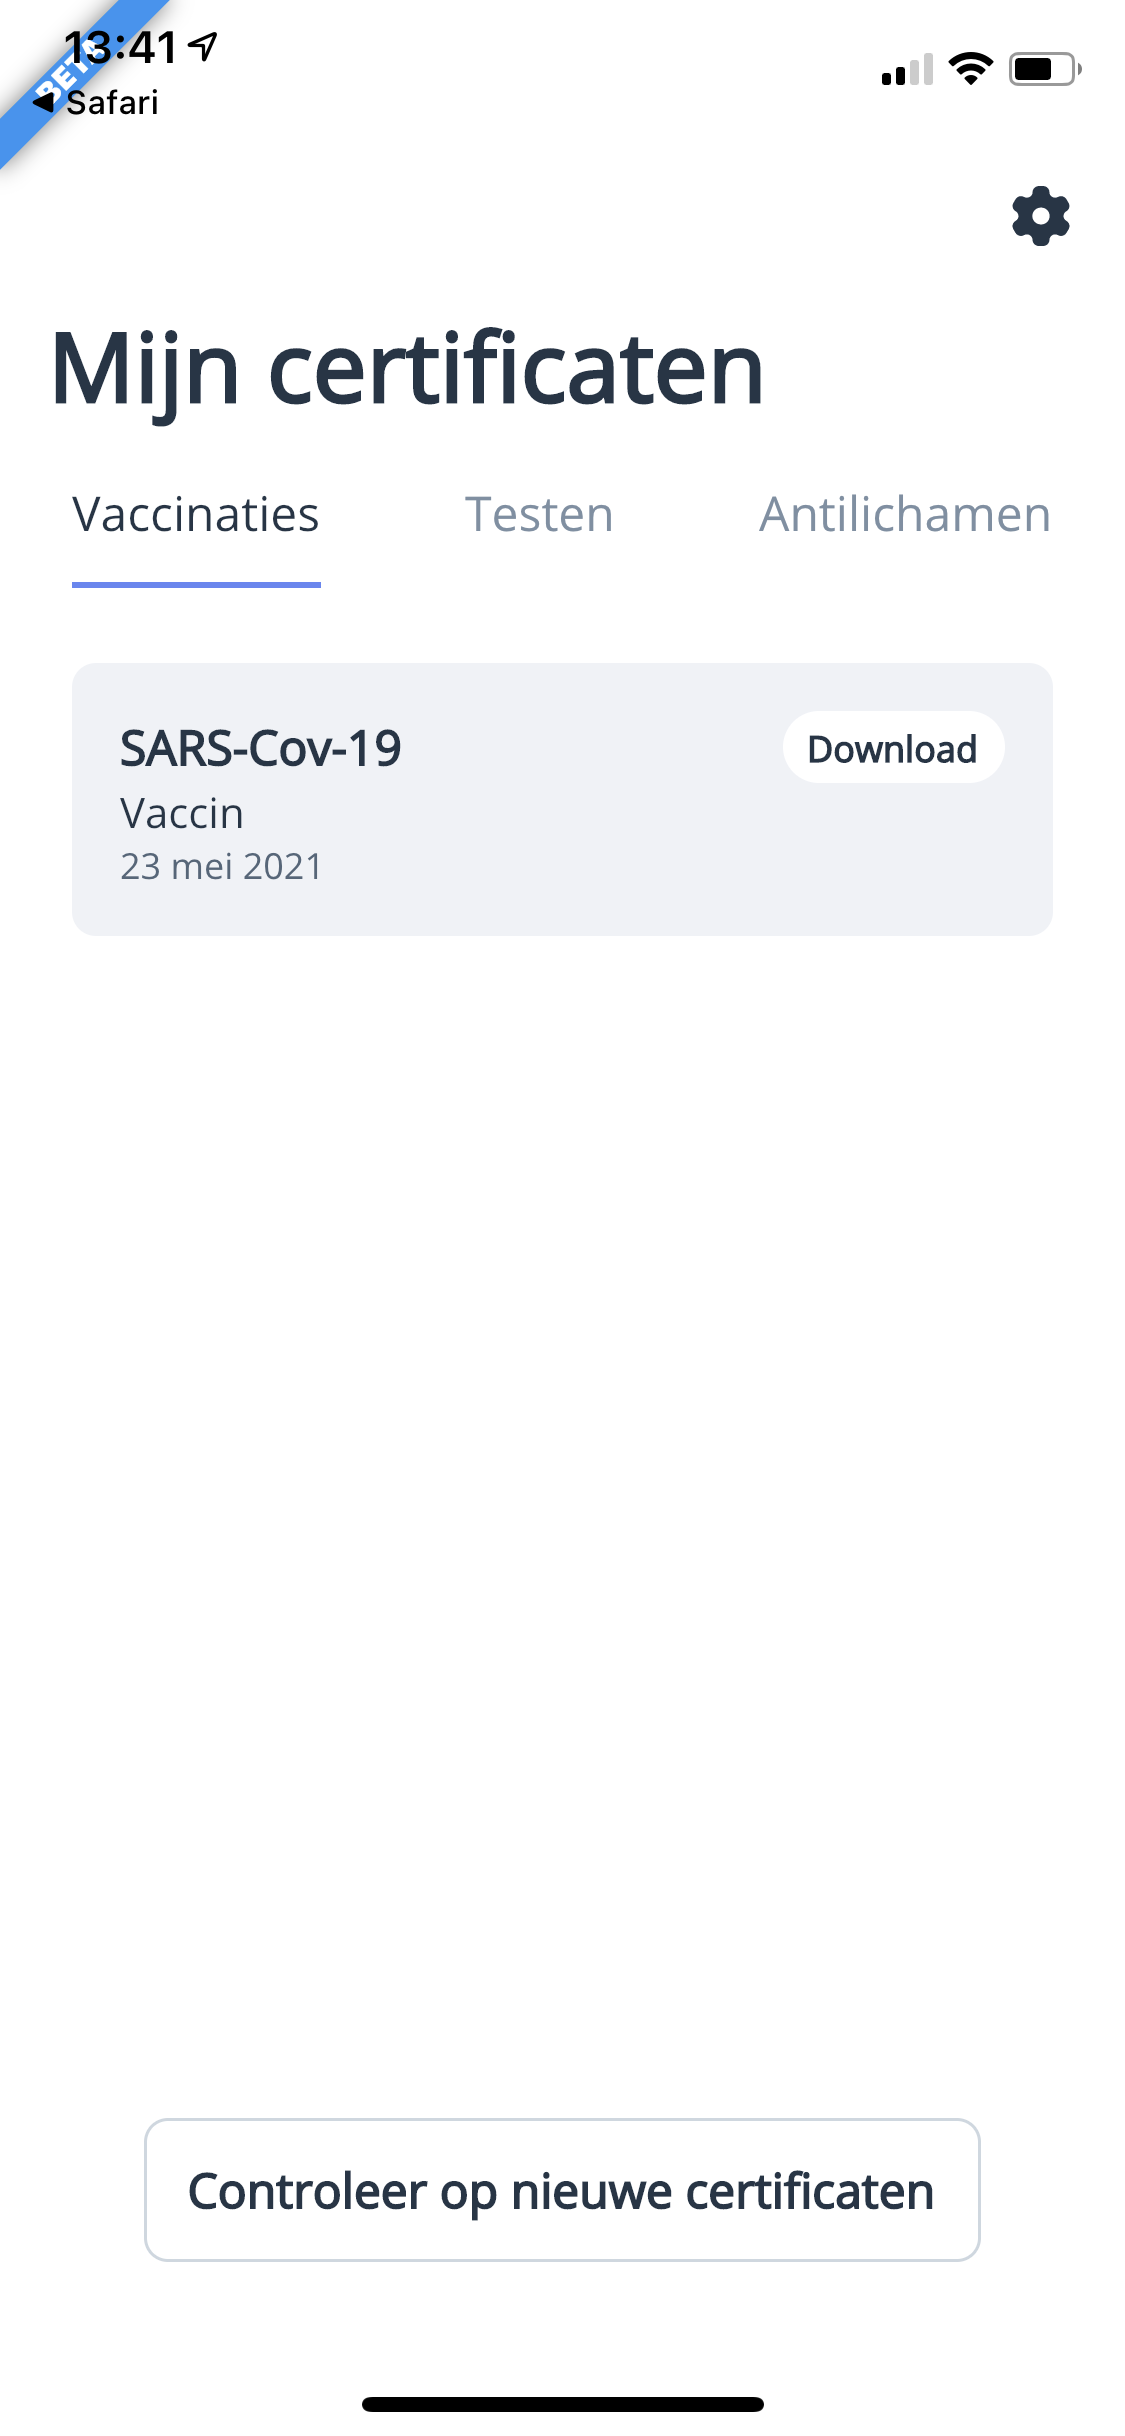 13:41
BETA
Safari
Mijn certificaten
Vaccinaties Testen Antilichamen
SARS-Cov-19 Download
Vaccin
23 mei 2021
Controleer op nieuwe certificaten